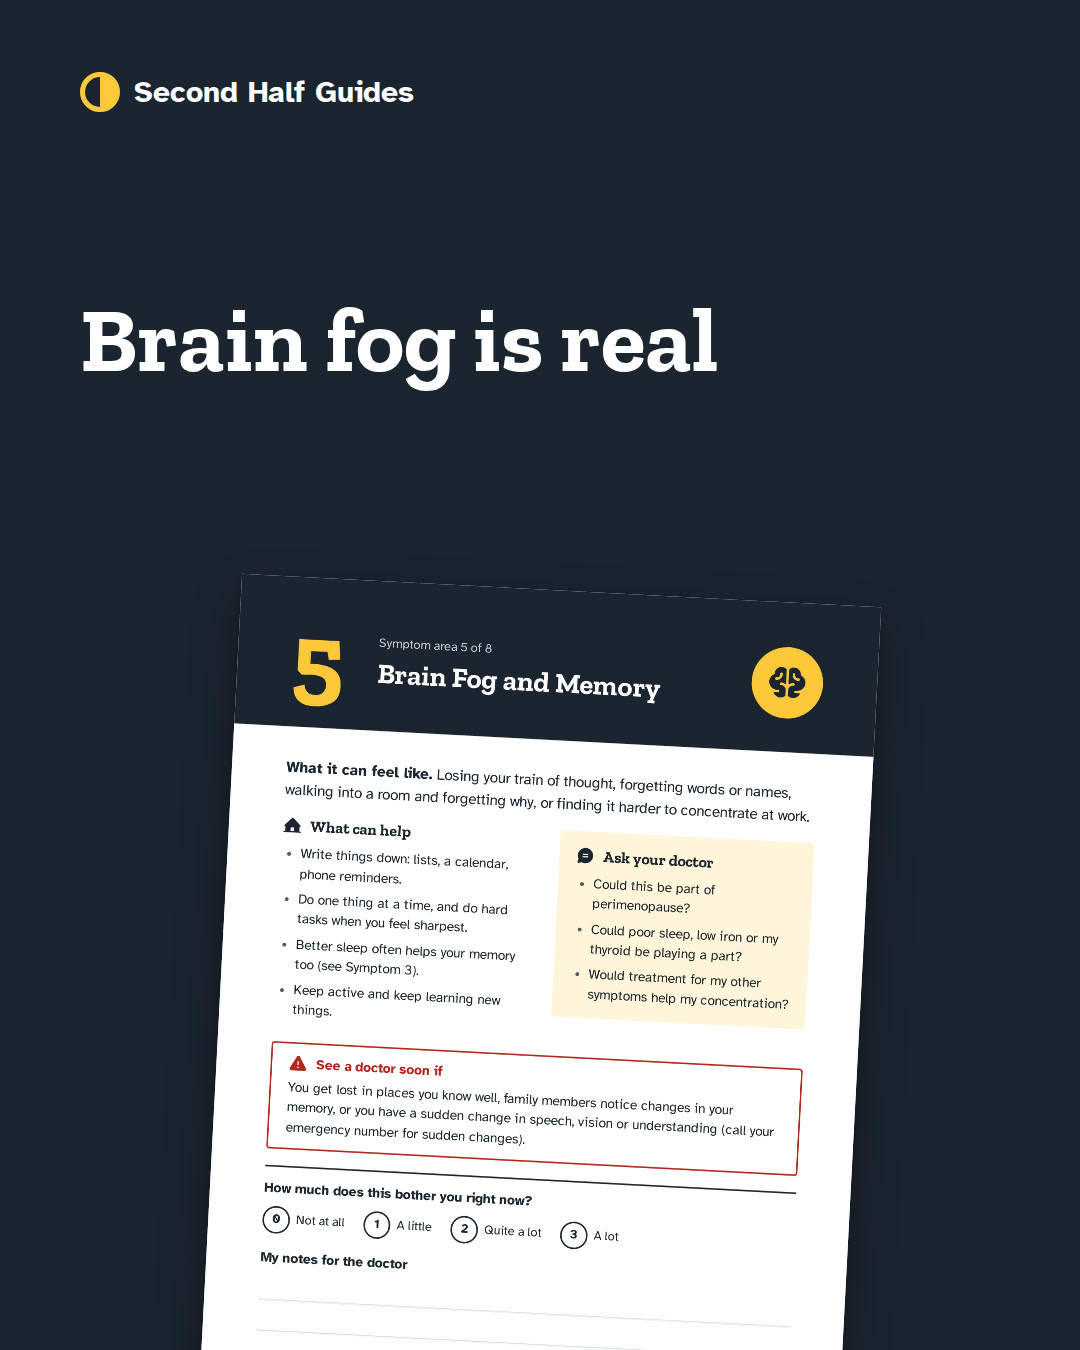 Second Half Guides
Brain fog is real
5
Symptom area 5 of 8
Brain Fog and Memory
What it can feel like. Losing your train of thought, forgetting words or names,
walking into a room and forgetting why, or finding it harder to concentrate at work.
What can help
• Write things down: lists, a calendar,
phone reminders.
• Do one thing at a time, and do hard
tasks when you feel sharpest.
• Better sleep often helps your memory
too (see Symptom 3).
• Keep active and keep learning new
things.
Ask your doctor
• Could this be part of
perimenopause?
• Could poor sleep, low iron or my
thyroid be playing a part?
• Would treatment for my other
symptoms help my concentration?
See a doctor soon if
You get lost in places you know well, family members notice changes in your
memory, or you have a sudden change in speech, vision or understanding (call your
emergency number for sudden changes).
How much does this bother you right now?
0 Not at all 1 A little 2 Quite a lot 3 A lot
My notes for the doctor